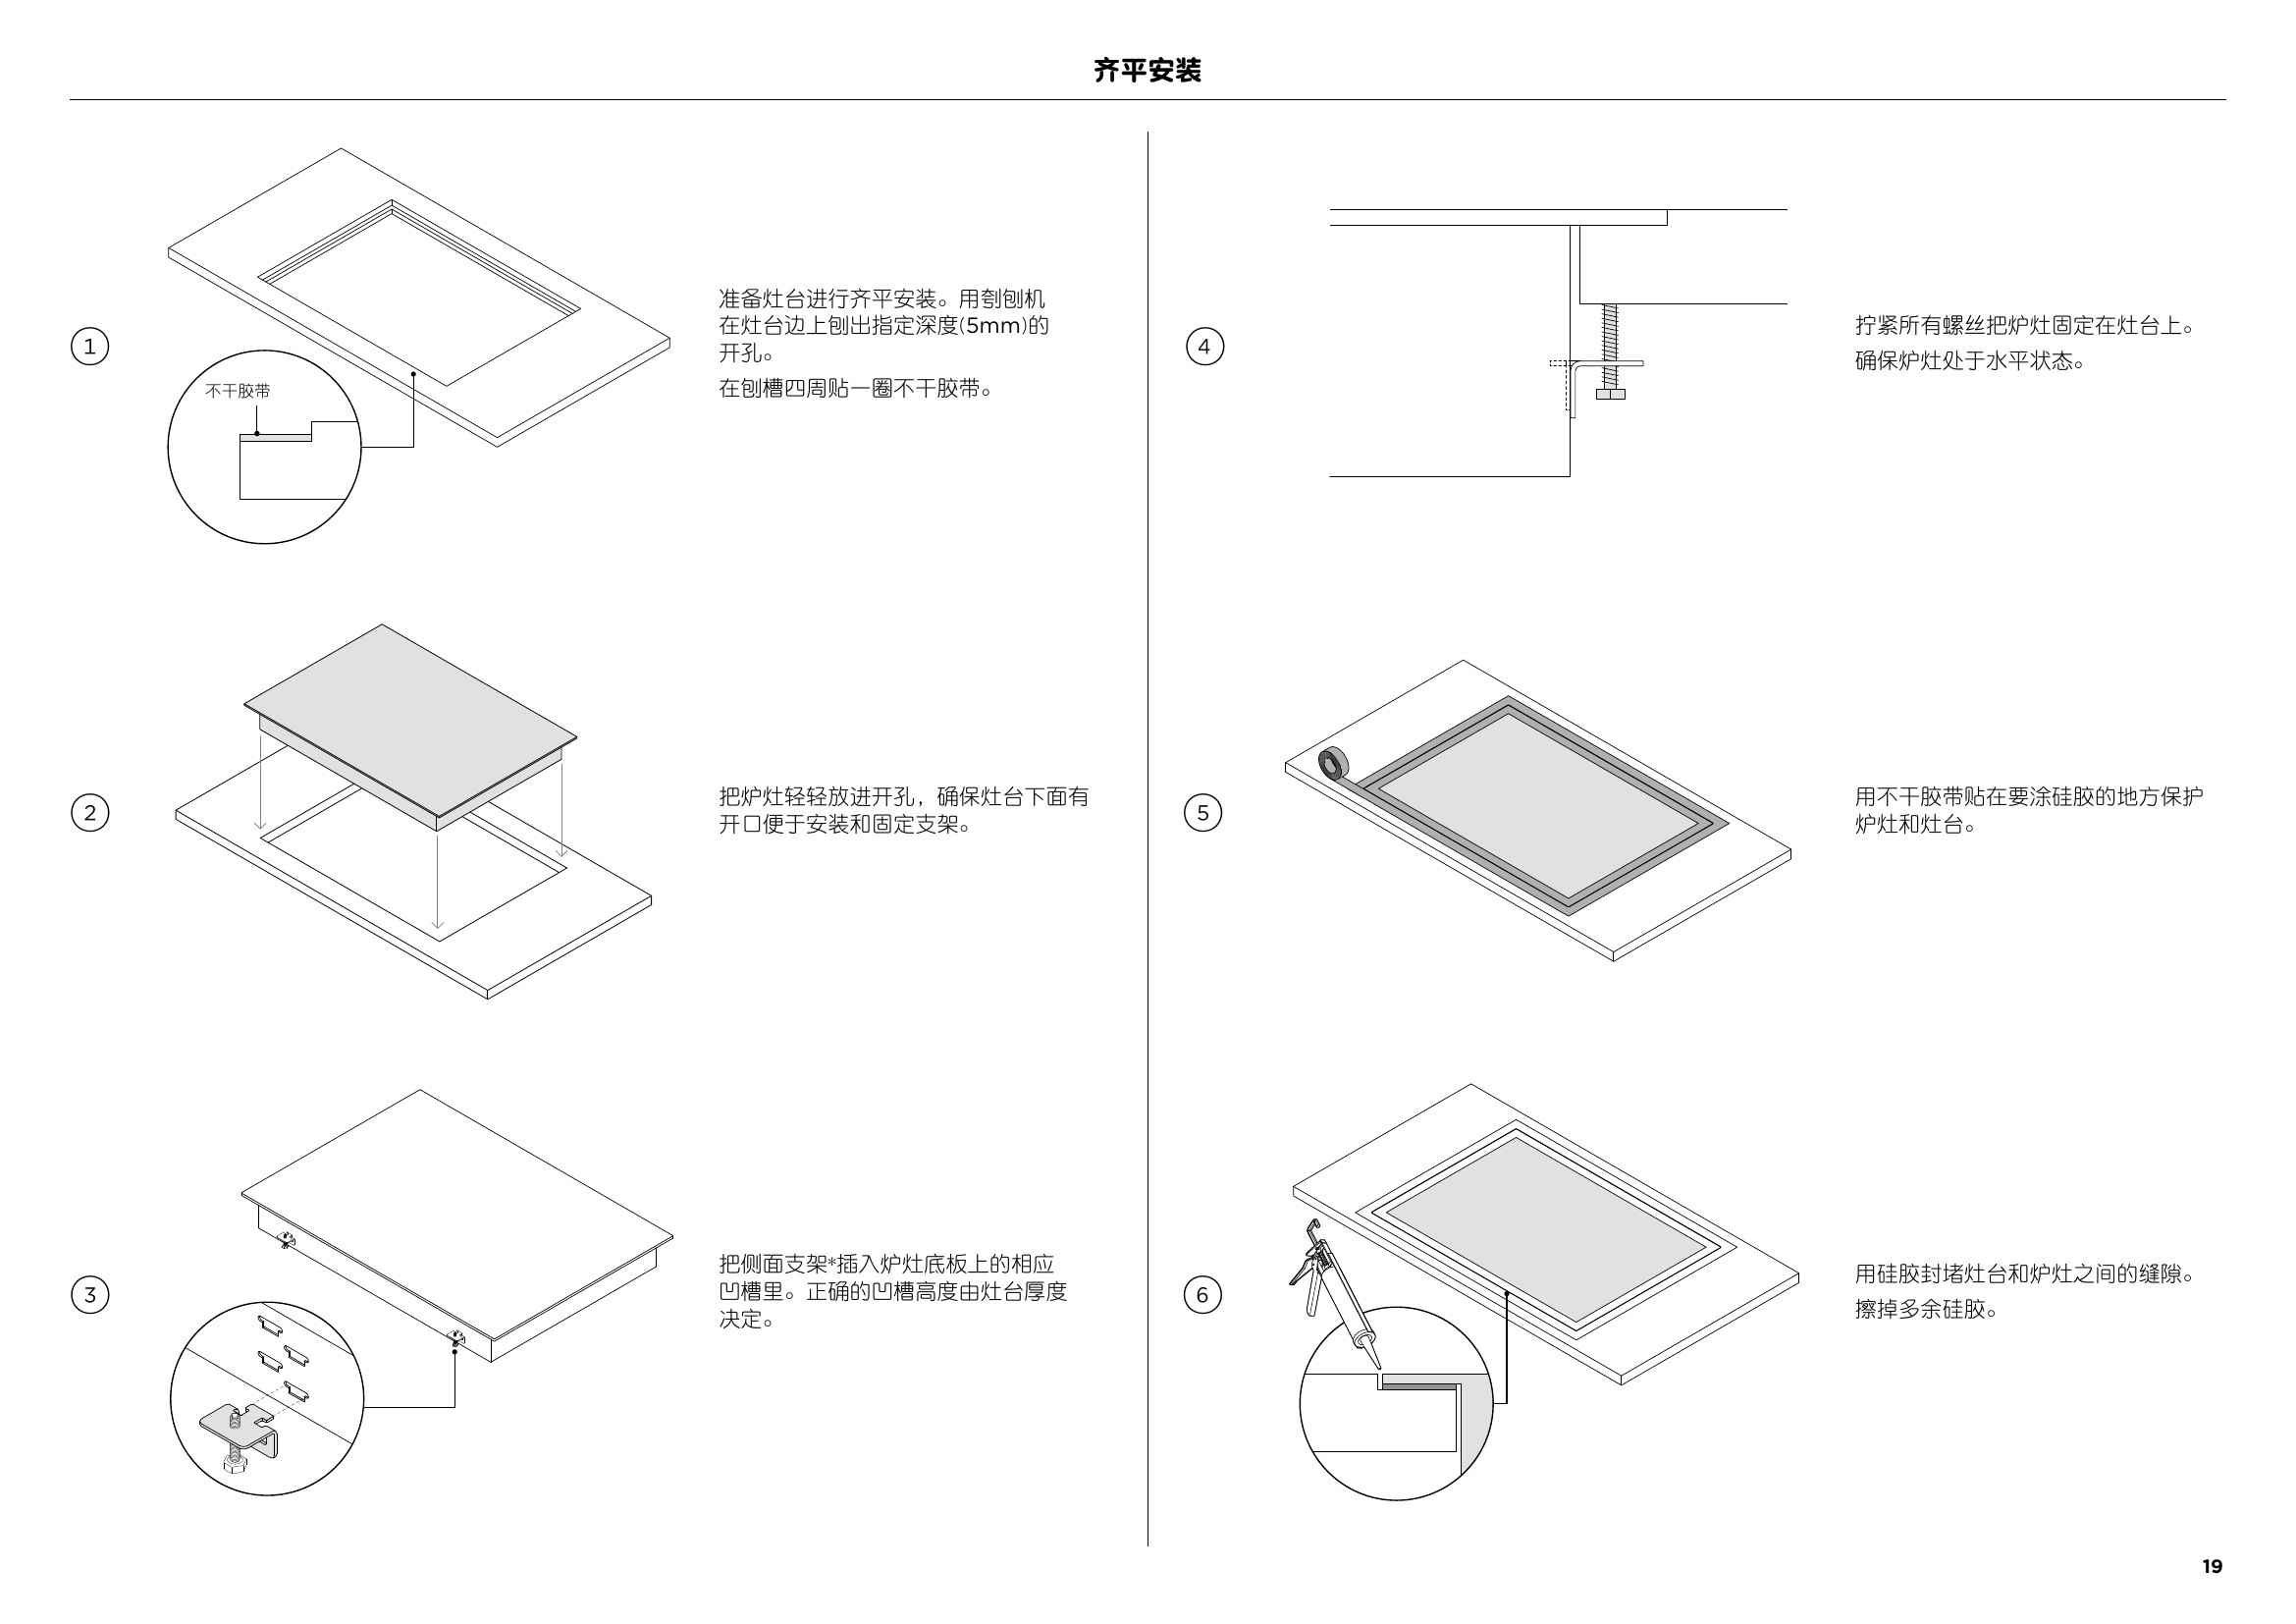 齐平安装
1
准备灶台进行齐平安装。用刳刨机
在灶台边上刨出指定深度(5mm)的
开孔。
在刨槽四周贴一圈不干胶带。
不干胶带
2
把炉灶轻轻放进开孔，确保灶台下面有
开口便于安装和固定支架。
3
把侧面支架*插入炉灶底板上的相应
凹槽里。正确的凹槽高度由灶台厚度
决定。
4
拧紧所有螺丝把炉灶固定在灶台上。
确保炉灶处于水平状态。
5
用不干胶带贴在要涂硅胶的地方保护
炉灶和灶台。
6
用硅胶封堵灶台和炉灶之间的缝隙。
擦掉多余硅胶。
19